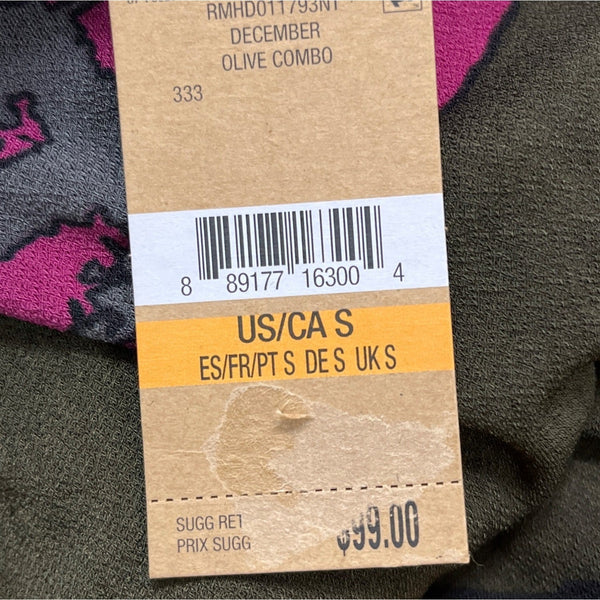 RMHD011793NT
DECEMBER
OLIVE COMBO
333
8 89177 16300 4
US/CA S
ES/FR/PT S DE S UK S
SUGG RET
PRIX SUGG
$99.00